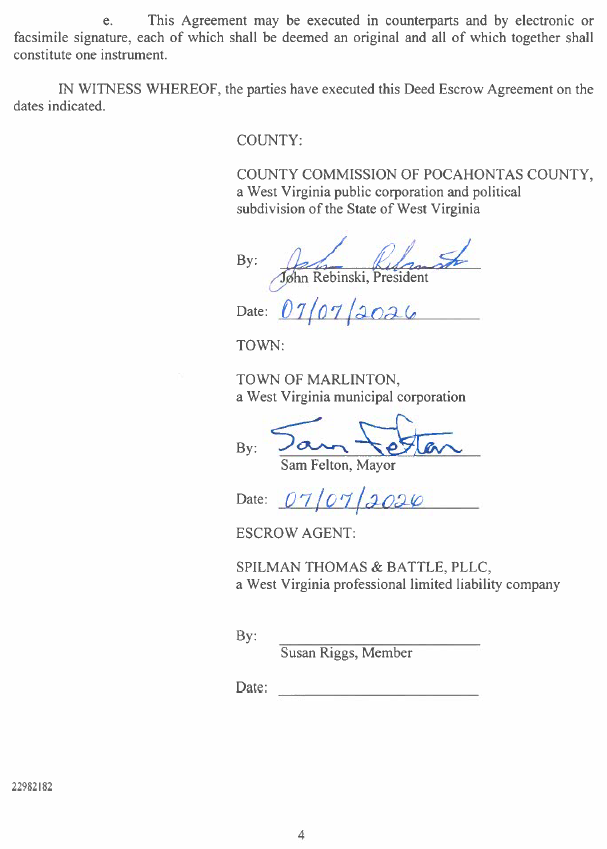 e. This Agreement may be executed in counterparts and by electronic or
facsimile signature, each of which shall be deemed an original and all of which together shall
constitute one instrument.
IN WITNESS WHEREOF, the parties have executed this Deed Escrow Agreement on the
dates indicated.
COUNTY:
COUNTY COMMISSION OF POCAHONTAS COUNTY,
a West Virginia public corporation and political
subdivision of the State of West Virginia
By: John Rebinski
John Rebinski, President
Date: 07/07/2026
TOWN:
TOWN OF MARLINTON,
a West Virginia municipal corporation
By: Sam Felton
Sam Felton, Mayor
Date: 07/07/2026
ESCROW AGENT:
SPILMAN THOMAS & BATTLE, PLLC,
a West Virginia professional limited liability company
By:
Susan Riggs, Member
Date:
22982182
4